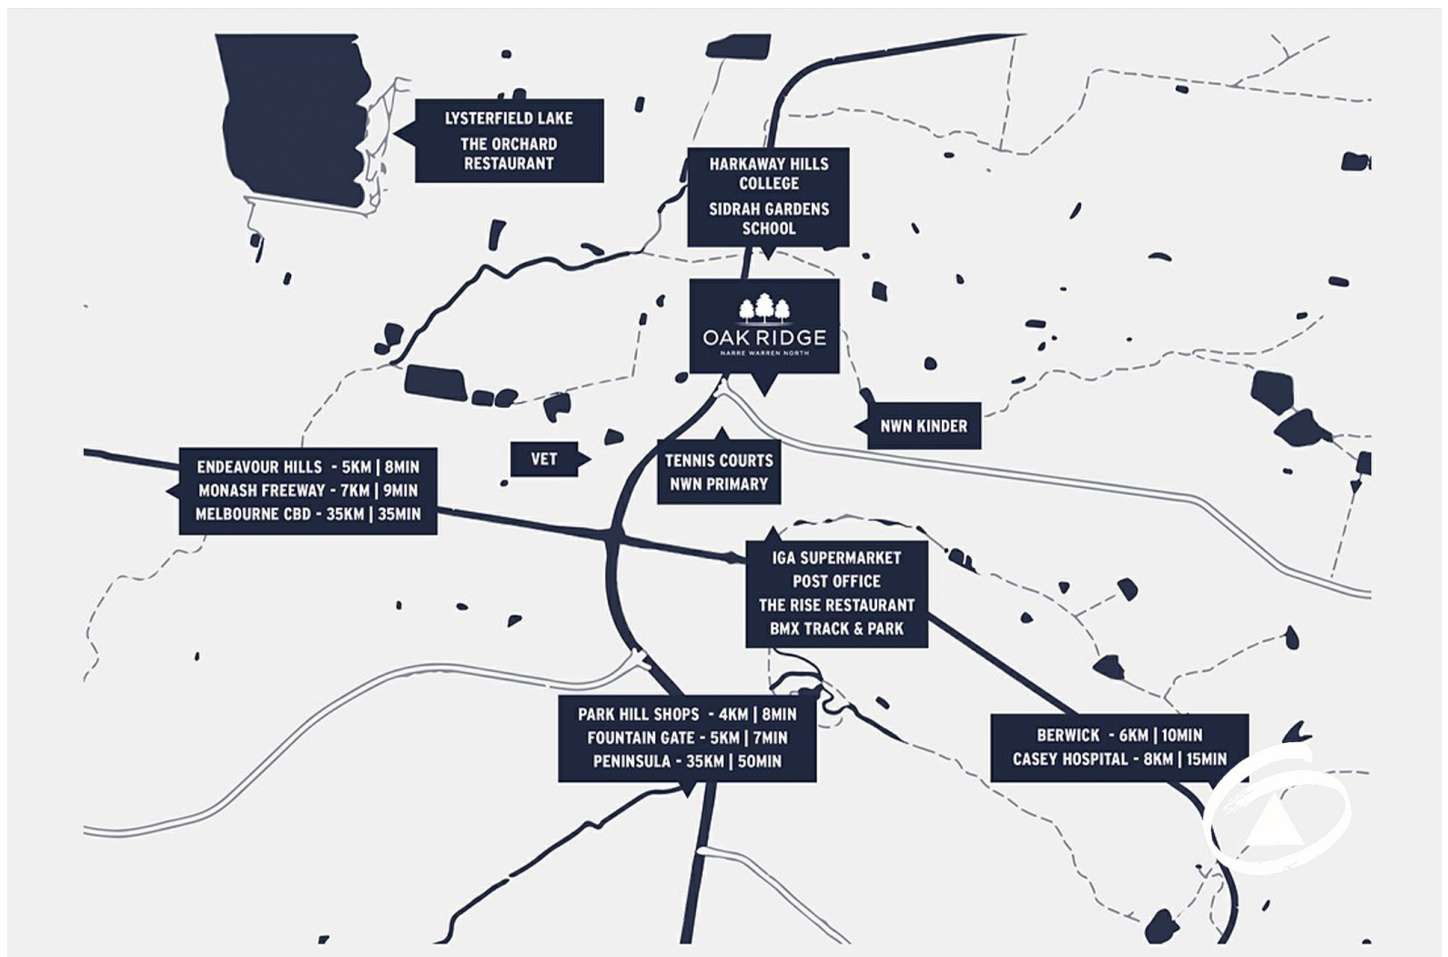 LYSTERFIELD LAKE
THE ORCHARD
RESTAURANT
HARKAWAY HILLS
COLLEGE
SIDRAH GARDENS
SCHOOL
OAK RIDGE
NARRE WARREN NORTH
NWN KINDER
VET
TENNIS COURTS
NWN PRIMARY
ENDEAVOUR HILLS - 5KM | 8MIN
MONASH FREEWAY - 7KM | 9MIN
MELBOURNE CBD - 35KM | 35MIN
IGA SUPERMARKET
POST OFFICE
THE RISE RESTAURANT
BMX TRACK & PARK
PARK HILL SHOPS - 4KM | 8MIN
FOUNTAIN GATE - 5KM | 7MIN
PENINSULA - 35KM | 50MIN
BERWICK - 6KM | 10MIN
CASEY HOSPITAL - 8KM | 15MIN